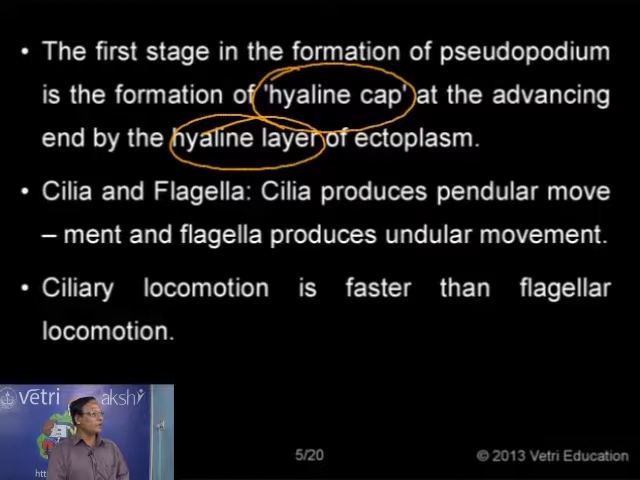 • The first stage in the formation of pseudopodium
is the formation of 'hyaline cap' at the advancing
end by the hyaline layer of ectoplasm.
• Cilia and Flagella: Cilia produces pendular move
– ment and flagella produces undular movement.
• Ciliary locomotion is faster than flagellar
locomotion.
vetri akshi
5/20
© 2013 Vetri Education